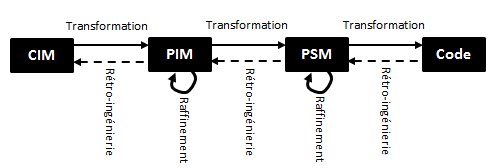 Transformation
Transformation
Transformation
CIM
PIM
PSM
Code
Rétro-ingénierie
Raffinement
Rétro-ingénierie
Raffinement
Rétro-ingénierie